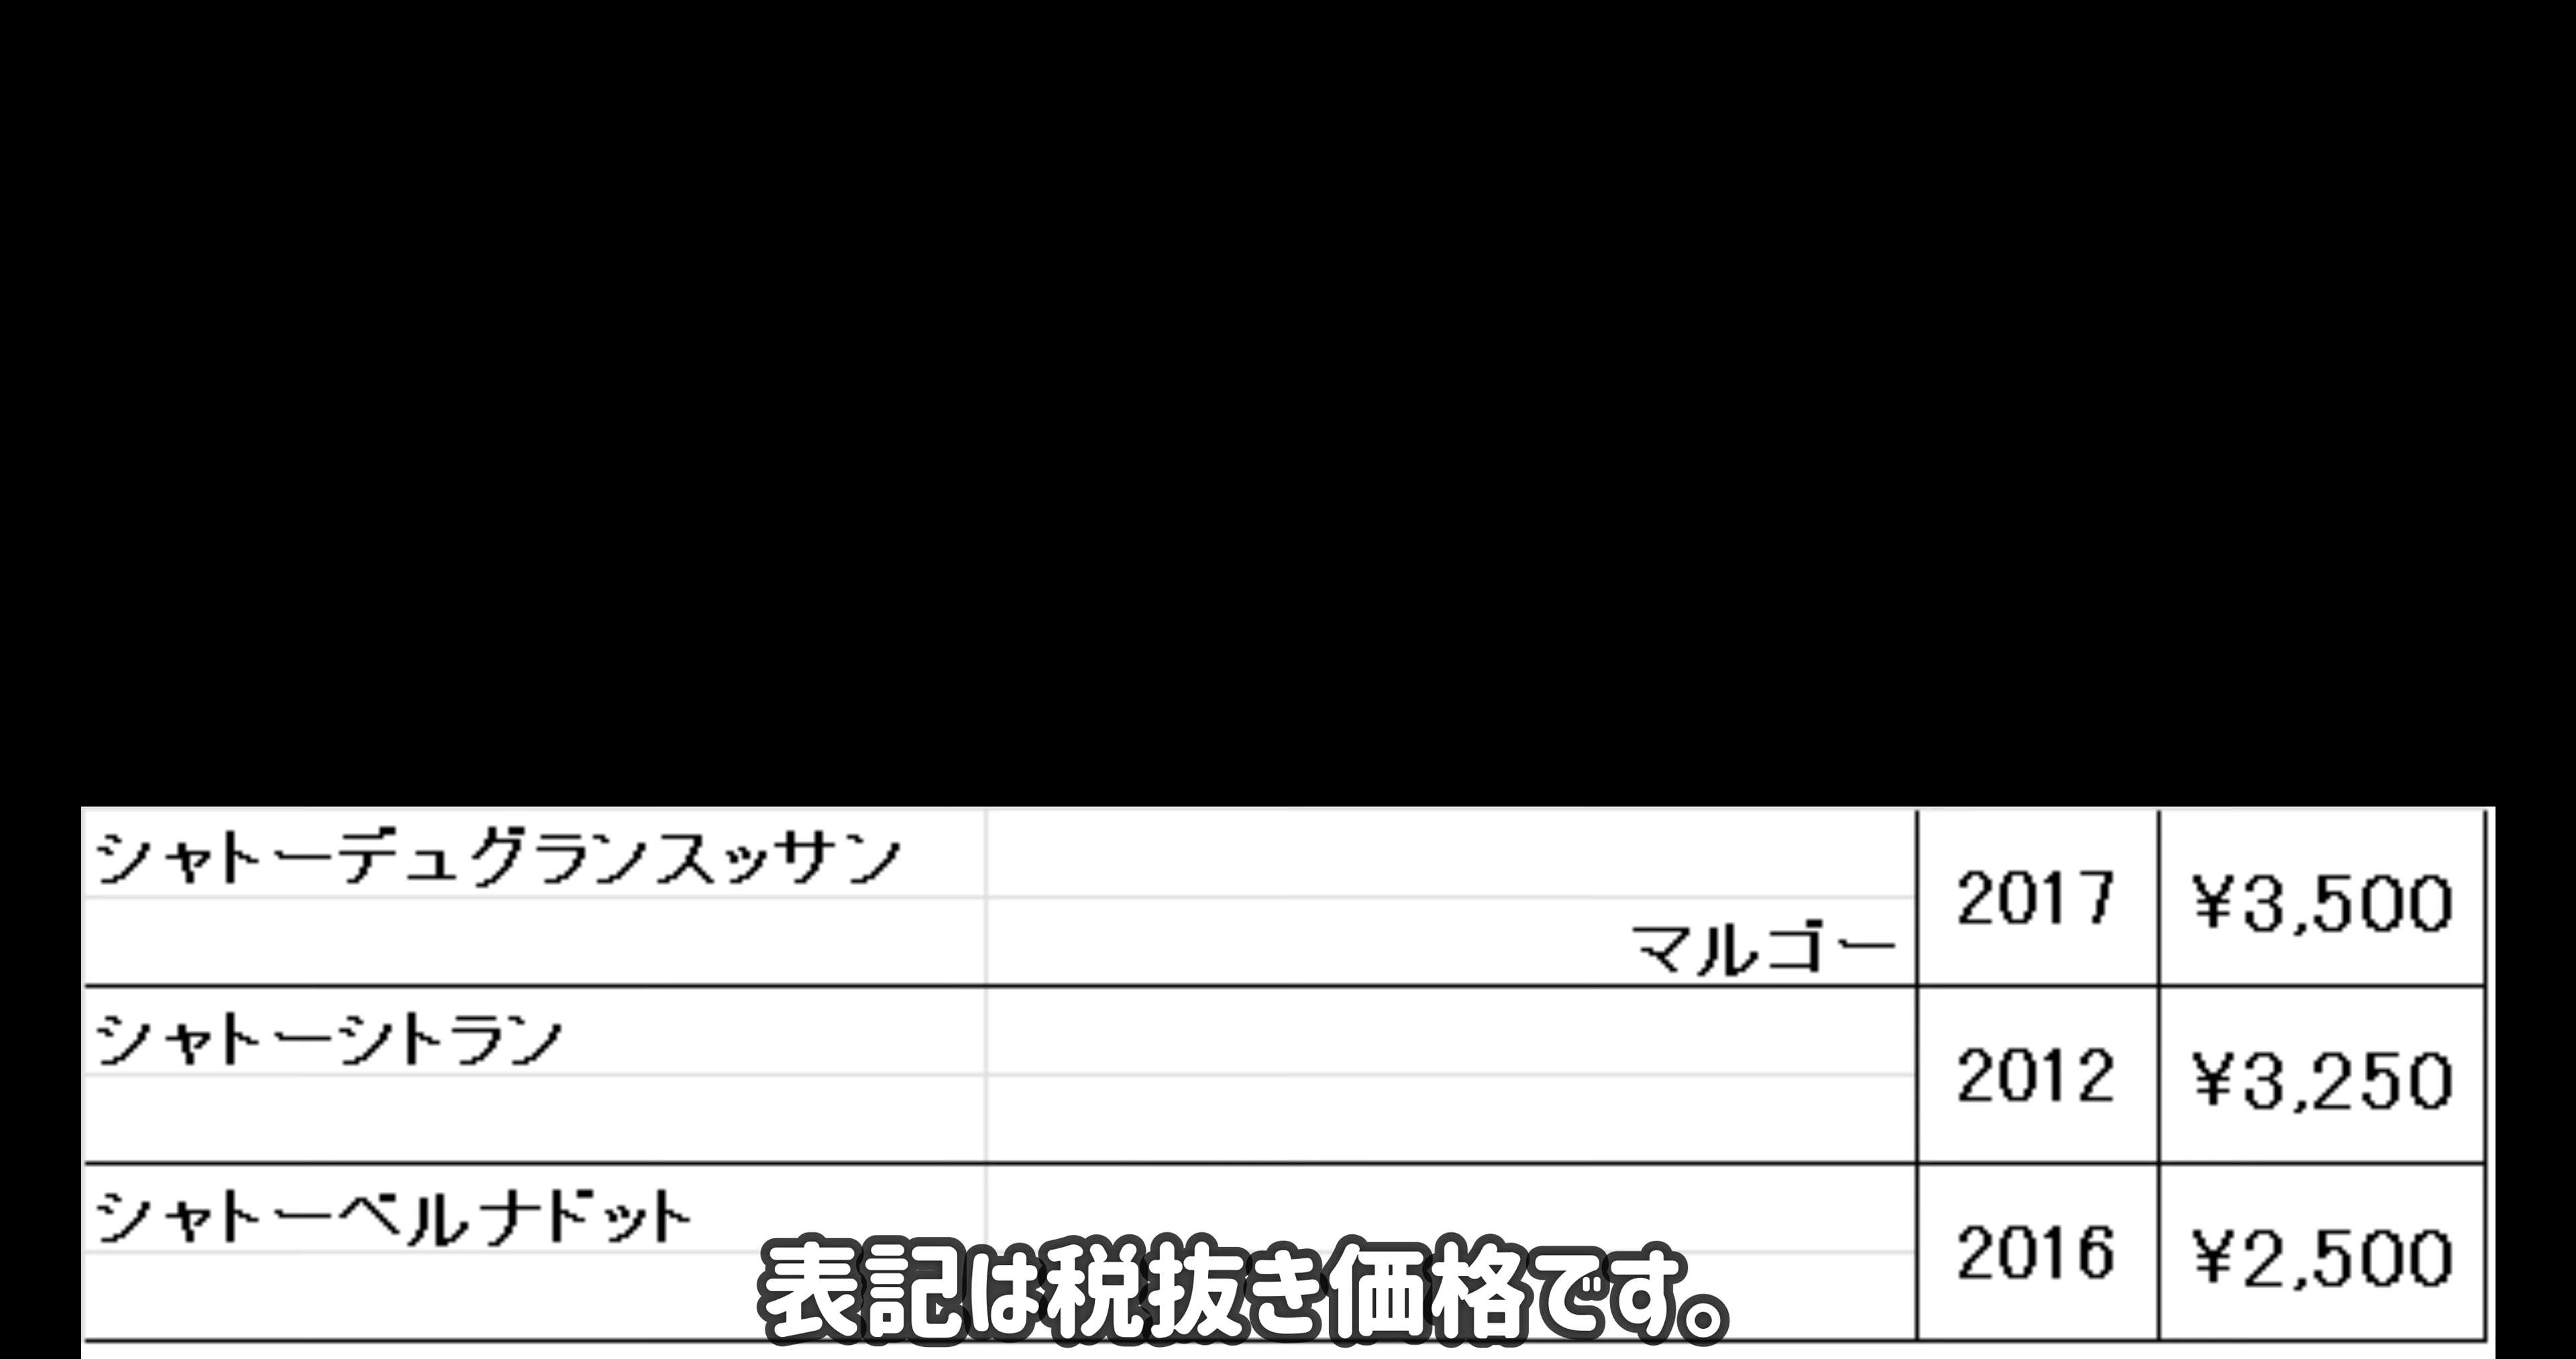 シャトーデュグランスッサン
マルゴー 2017 ¥3,500
シャトーシトラン 2012 ¥3,250
シャトーベルナドット 2016 ¥2,500
表記は税抜き価格です。